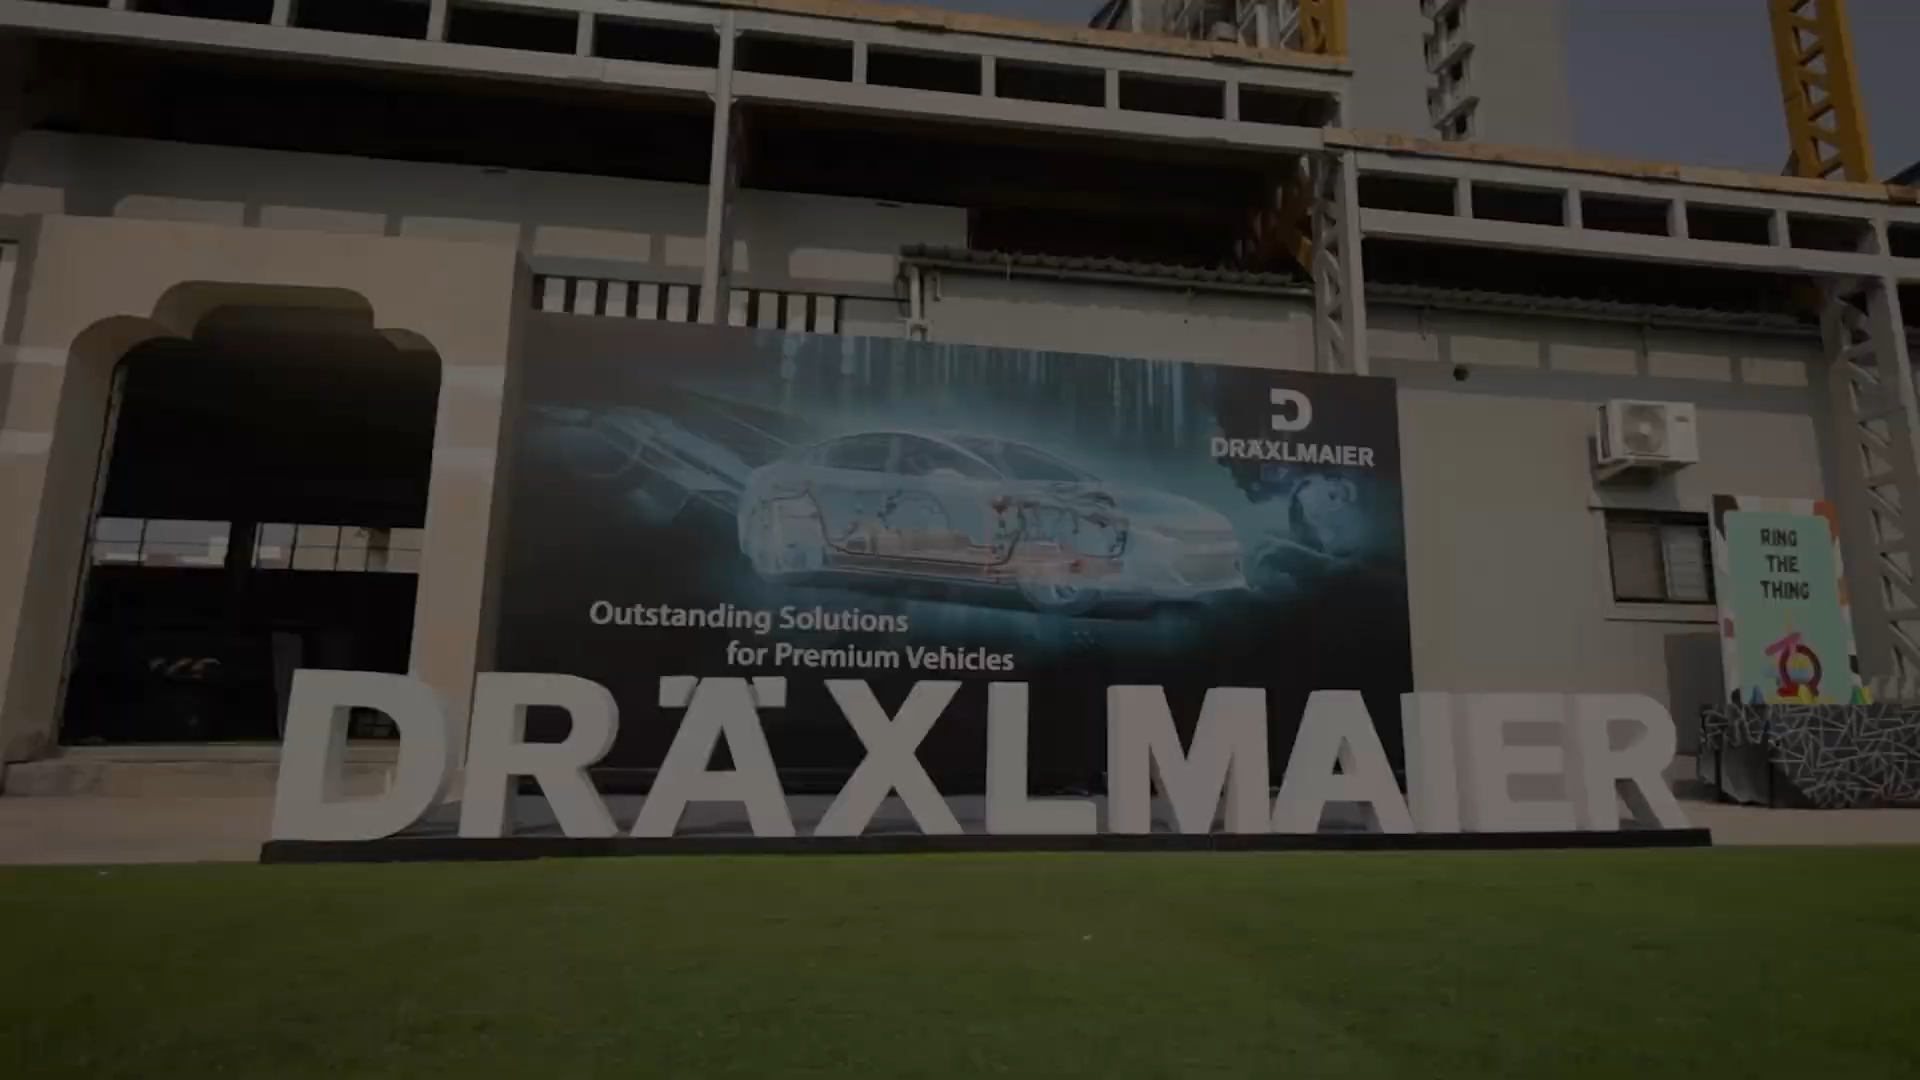 DRÄXLMAIER
Outstanding Solutions
for Premium Vehicles
RING
THE
THING
DRÄXLMAIER